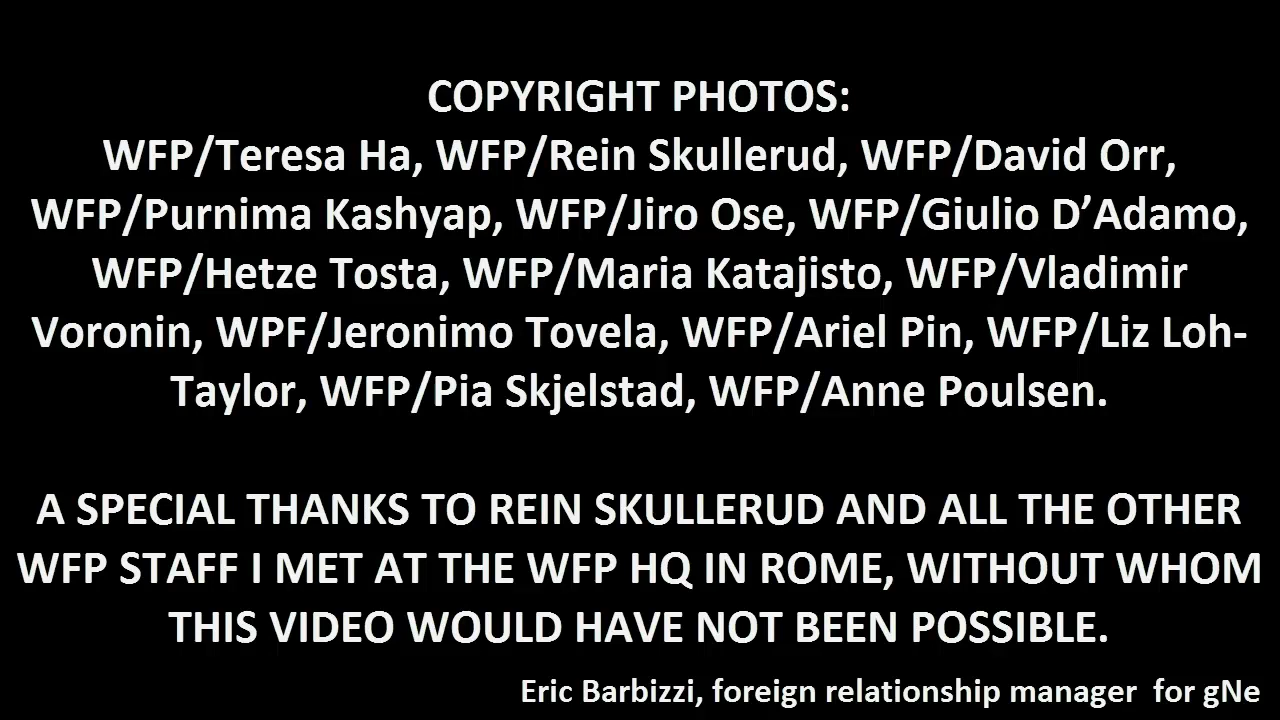 COPYRIGHT PHOTOS:
WFP/Teresa Ha, WFP/Rein Skullerud, WFP/David Orr,
WFP/Purnima Kashyap, WFP/Jiro Ose, WFP/Giulio D’Adamo,
WFP/Hetze Tosta, WFP/Maria Katajisto, WFP/Vladimir
Voronin, WPF/Jeronimo Tovela, WFP/Ariel Pin, WFP/Liz Loh-
Taylor, WFP/Pia Skjelstad, WFP/Anne Poulsen.
A SPECIAL THANKS TO REIN SKULLERUD AND ALL THE OTHER
WFP STAFF I MET AT THE WFP HQ IN ROME, WITHOUT WHOM
THIS VIDEO WOULD HAVE NOT BEEN POSSIBLE.
Eric Barbizzi, foreign relationship manager  for gNe